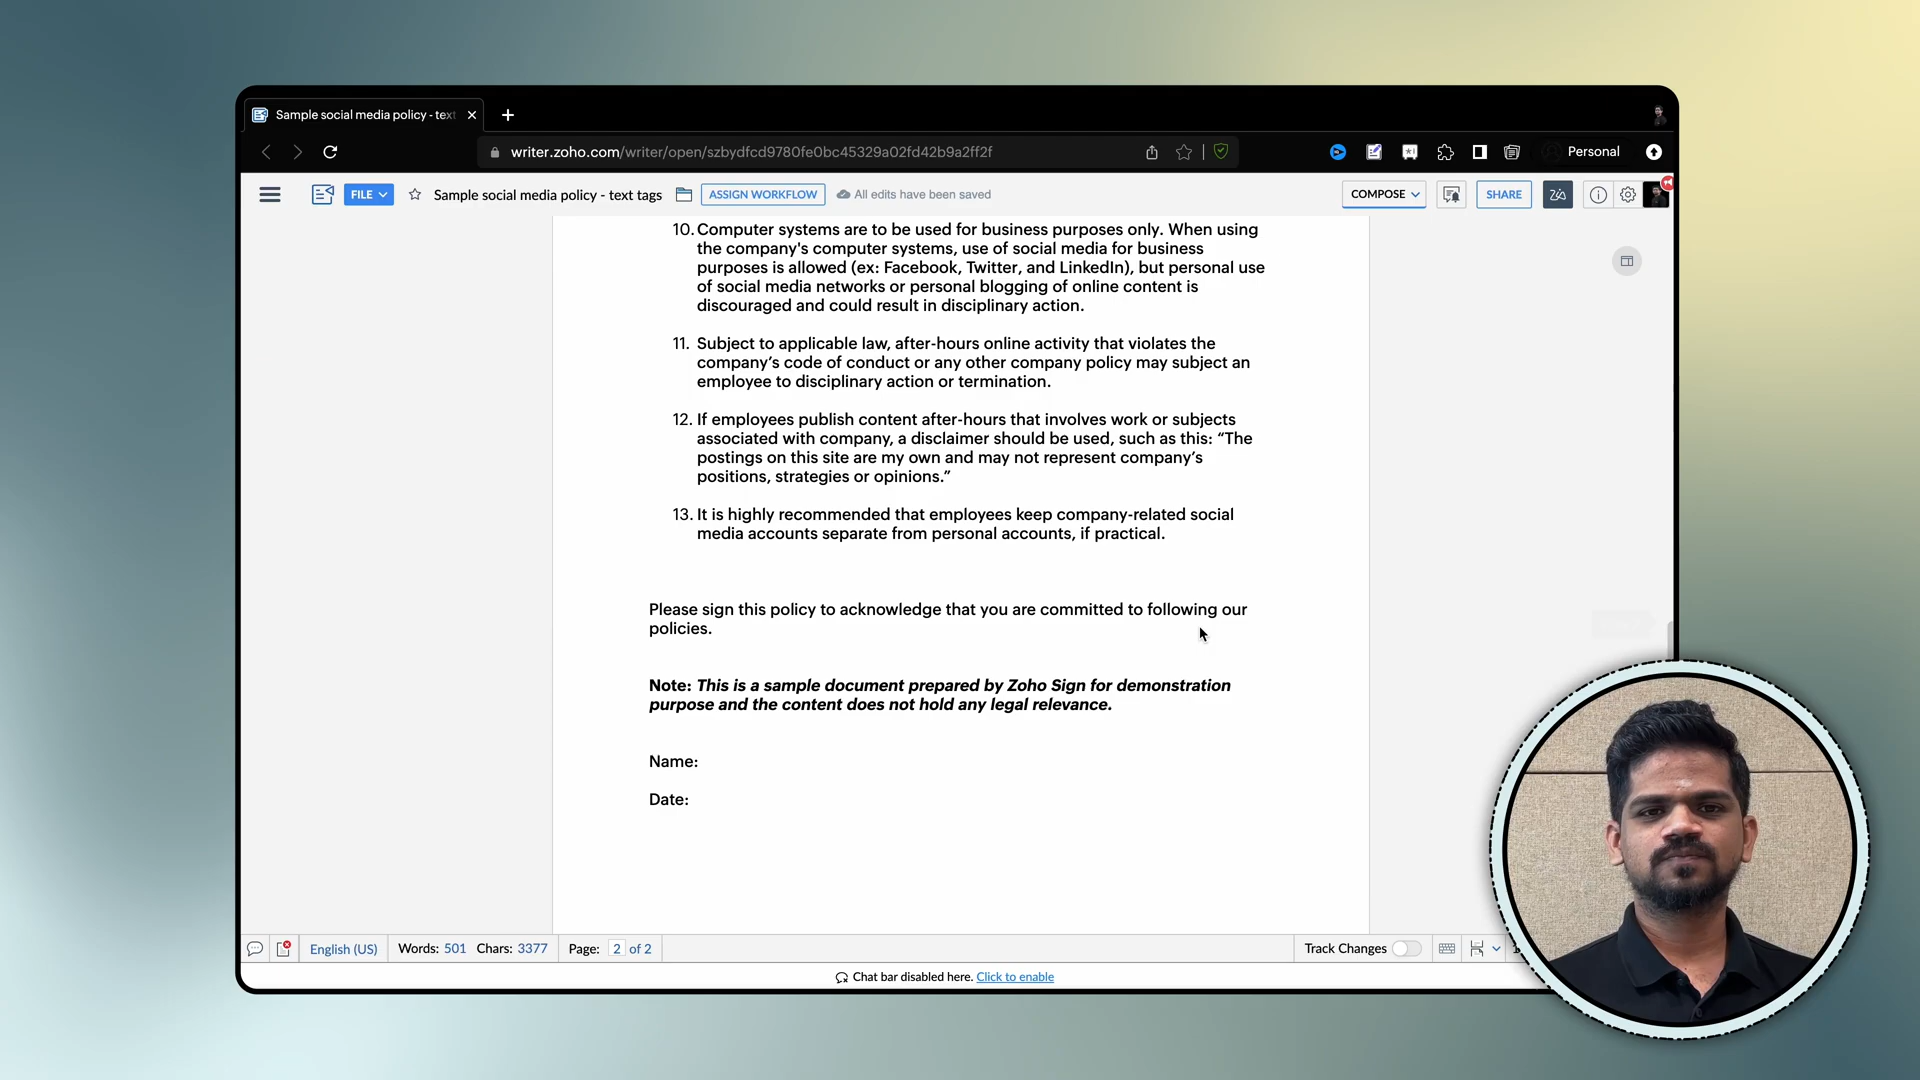 Sample social media policy - text
writer.zoho.com/writer/open/szbydfcd9780fe0bc45329a02fd42b9a2ff2f
Personal
FILE
Sample social media policy - text tags
ASSIGN WORKFLOW
All edits have been saved
COMPOSE
SHARE
10. Computer systems are to be used for business purposes only. When using
the company's computer systems, use of social media for business
purposes is allowed (ex: Facebook, Twitter, and LinkedIn), but personal use
of social media networks or personal blogging of online content is
discouraged and could result in disciplinary action.
11. Subject to applicable law, after-hours online activity that violates the
company’s code of conduct or any other company policy may subject an
employee to disciplinary action or termination.
12. If employees publish content after-hours that involves work or subjects
associated with company, a disclaimer should be used, such as this: “The
postings on this site are my own and may not represent company’s
positions, strategies or opinions.”
13. It is highly recommended that employees keep company-related social
media accounts separate from personal accounts, if practical.
Please sign this policy to acknowledge that you are committed to following our
policies.
Note: This is a sample document prepared by Zoho Sign for demonstration
purpose and the content does not hold any legal relevance.
Name:
Date:
English (US)
Words: 501 Chars: 3377
Page: 2 of 2
Track Changes
Chat bar disabled here. Click to enable